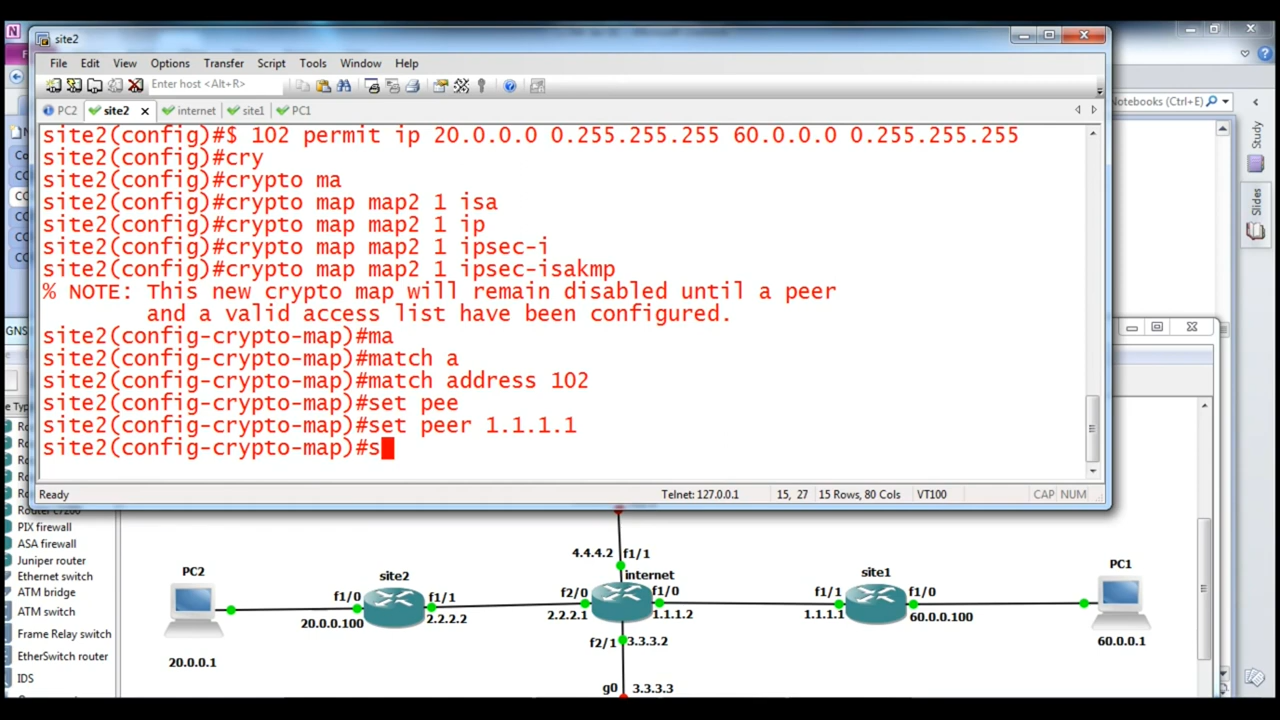 site2
File Edit View Options Transfer Script Tools Window Help
Enter host <Alt+R>
Notebooks (Ctrl+E)
PC2 site2 internet site1 PC1
site2(config)#$ 102 permit ip 20.0.0.0 0.255.255.255 60.0.0.0 0.255.255.255
site2(config)#cry
site2(config)#crypto ma
site2(config)#crypto map map2 1 isa
site2(config)#crypto map map2 1 ip
site2(config)#crypto map map2 1 ipsec-i
site2(config)#crypto map map2 1 ipsec-isakmp
% NOTE: This new crypto map will remain disabled until a peer
and a valid access list have been configured.
site2(config-crypto-map)#ma
site2(config-crypto-map)#match a
site2(config-crypto-map)#match address 102
site2(config-crypto-map)#set pee
site2(config-crypto-map)#set peer 1.1.1.1
site2(config-crypto-map)#s
Ready Telnet: 127.0.0.1 15, 27 15 Rows, 80 Cols VT100 CAP NUM
Study
Slides
PIX firewall
ASA firewall
Juniper router
Ethernet switch
ATM bridge
ATM switch
Frame Relay switch
EtherSwitch router
IDS
4.4.4.2 f1/1
PC2 site2 internet site1 PC1
f1/0 f1/1 f2/0 f1/0 f1/1 f1/0
20.0.0.100 2.2.2.2 2.2.2.1 1.1.1.2 1.1.1.1 60.0.0.100
f2/1 3.3.3.2
20.0.0.1 60.0.0.1
g0 3.3.3.3